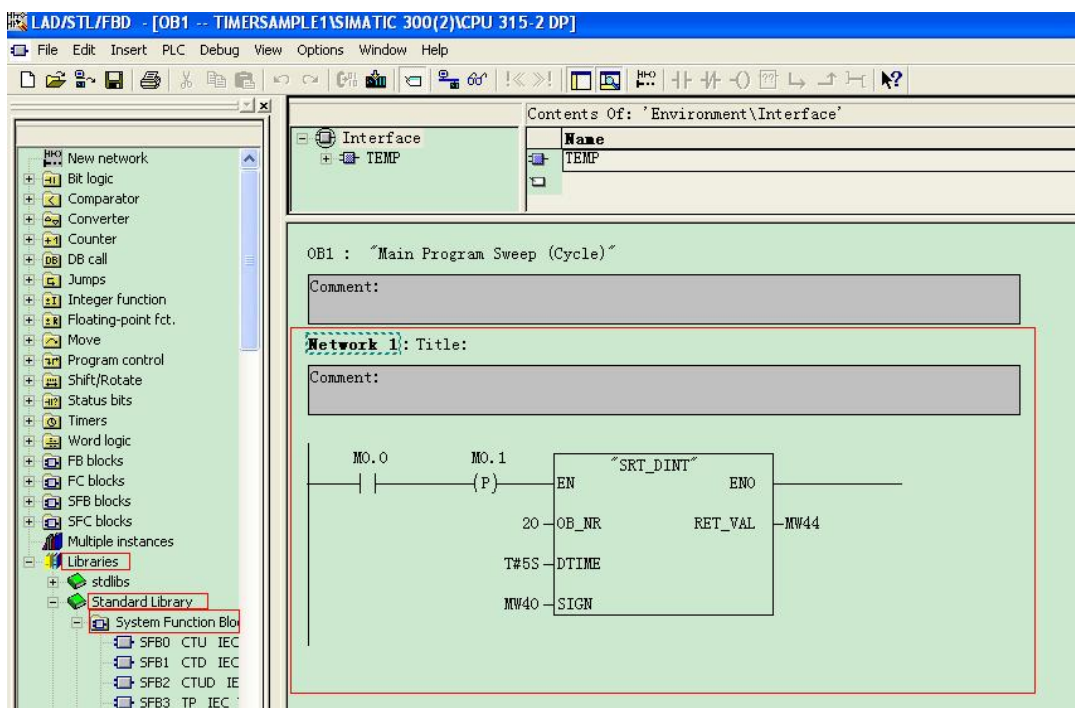 LAD/STL/FBD - [OB1 -- TIMERSAMPLE1\SIMATIC 300(2)\CPU 315-2 DP]
File Edit Insert PLC Debug View Options Window Help
Contents Of: 'Environment\Interface'
Interface
TEMP
Name
TEMP
New network
Bit logic
Comparator
Converter
Counter
DB call
Jumps
Integer function
Floating-point fct.
Move
Program control
Shift/Rotate
Status bits
Timers
Word logic
FB blocks
FC blocks
SFB blocks
SFC blocks
Multiple instances
Libraries
stdlibs
Standard Library
System Function Blo
SFB0 CTU IEC
SFB1 CTD IEC
SFB2 CTUD IE
SFB3 TP IEC
OB1 : "Main Program Sweep (Cycle)"
Comment:
Network 1: Title:
Comment:
M0.0 M0.1 "SRT_DINT"
(P) EN ENO
20 OB_NR RET_VAL MW44
T#5S DTIME
MW40 SIGN